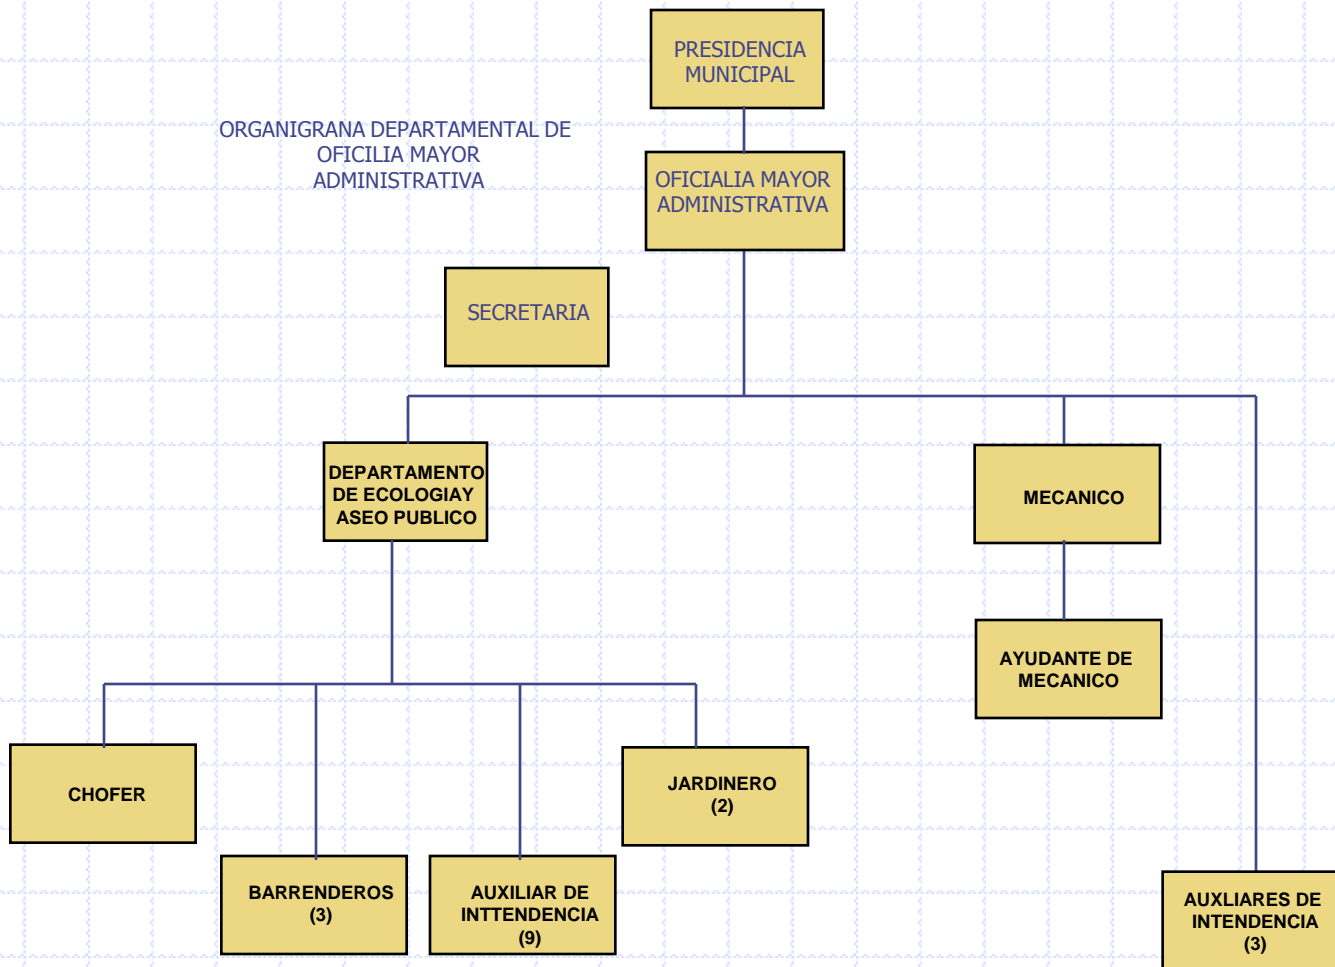 PRESIDENCIA
MUNICIPAL
ORGANIGRANA DEPARTAMENTAL DE
OFICILIA MAYOR
ADMINISTRATIVA
OFICIALIA MAYOR
ADMINISTRATIVA
SECRETARIA
DEPARTAMENTO
DE ECOLOGIAY
ASEO PUBLICO
MECANICO
AYUDANTE DE
MECANICO
CHOFER
JARDINERO
(2)
BARRENDEROS
(3)
AUXILIAR DE
INTTENDENCIA
(9)
AUXLIARES DE
INTENDENCIA
(3)